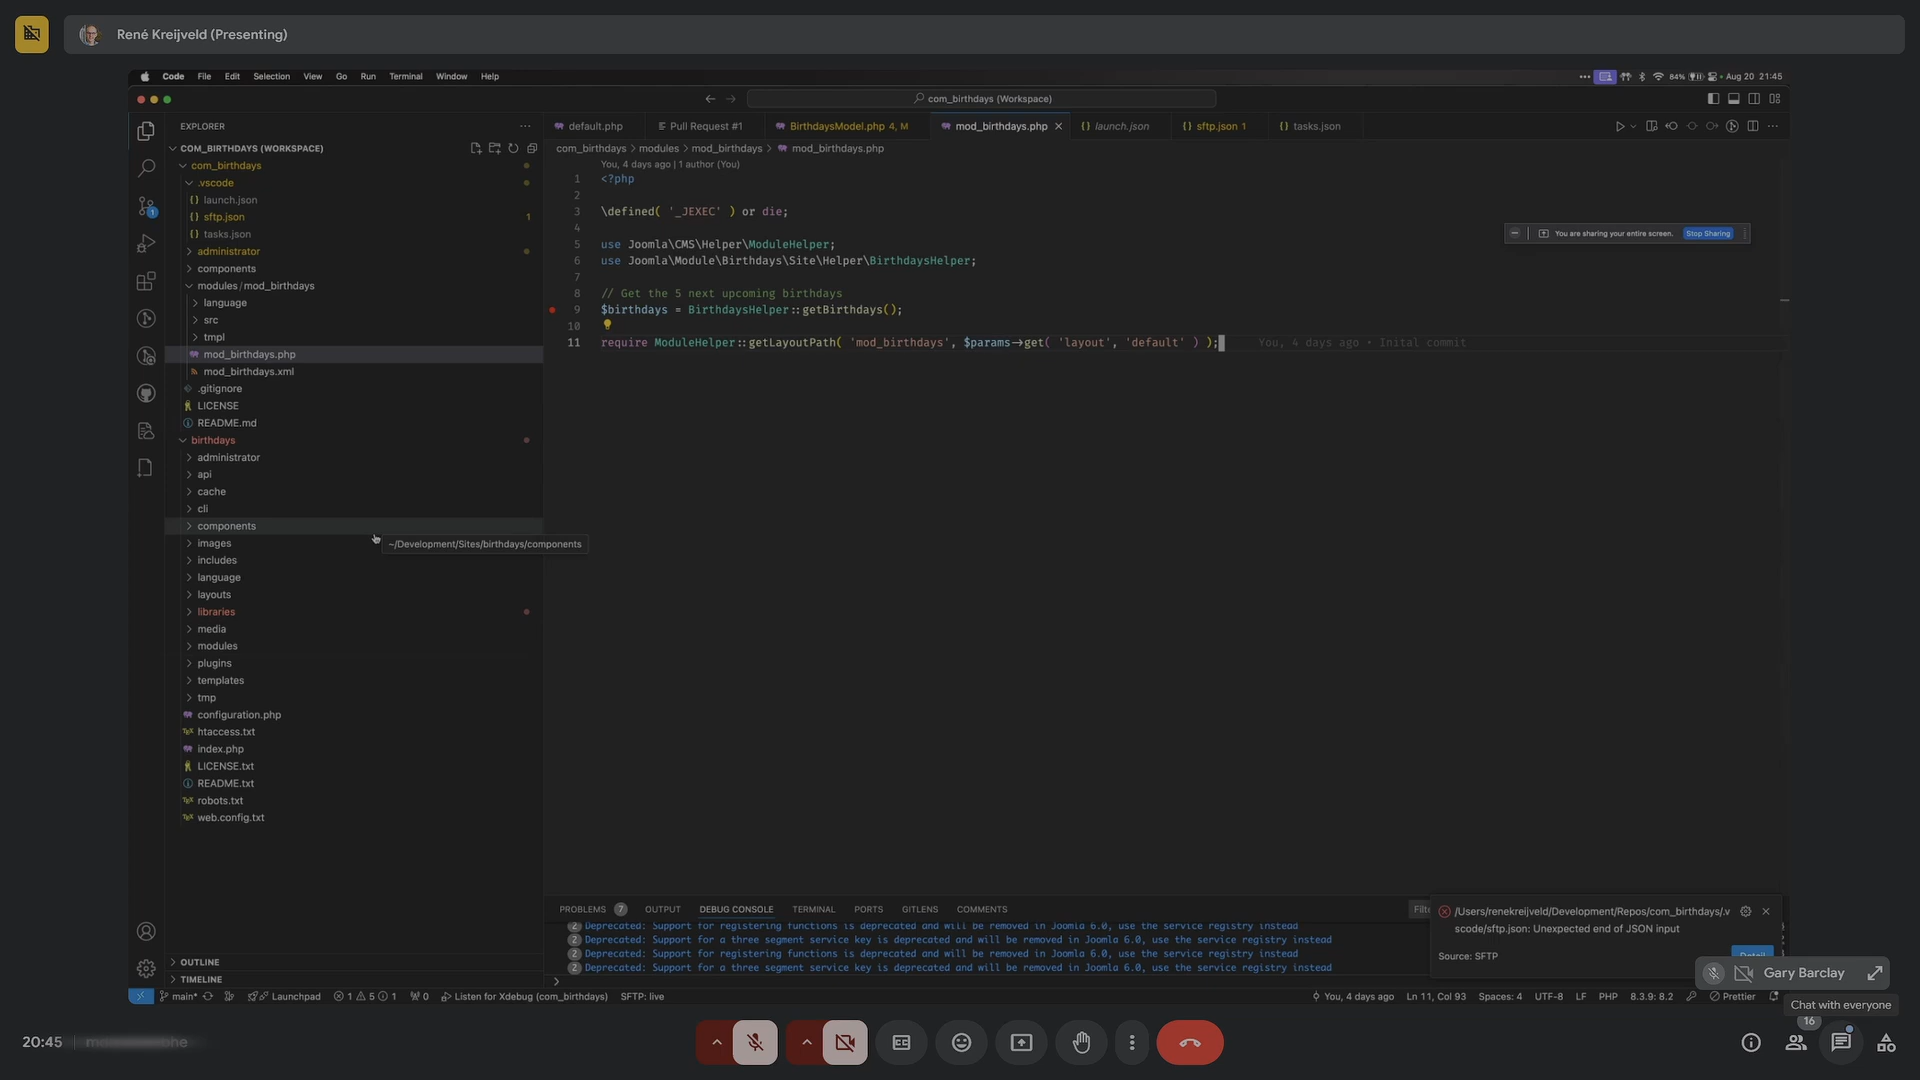 René Kreijveld (Presenting)
Code File Edit Selection View Go Run Terminal Window Help
84% Aug 20 21:45
com_birthdays (Workspace)
EXPLORER
default.php Pull Request #1 BirthdaysModel.php 4, M mod_birthdays.php launch.json sftp.json 1 tasks.json
COM_BIRTHDAYS (WORKSPACE)
com_birthdays > modules > mod_birthdays > mod_birthdays.php
com_birthdays
.vscode
launch.json
sftp.json 1
tasks.json
administrator
components
modules/mod_birthdays
language
src
tmpl
mod_birthdays.php
mod_birthdays.xml
.gitignore
LICENSE
README.md
birthdays
administrator
api
cache
cli
components
~/Development/Sites/birthdays/components
images
includes
language
layouts
libraries
media
modules
plugins
templates
tmp
configuration.php
htaccess.txt
index.php
LICENSE.txt
README.txt
robots.txt
web.config.txt
OUTLINE
TIMELINE
You, 4 days ago | 1 author (You)
1 <?php
2
3 \defined( '_JEXEC' ) or die;
4
5 use Joomla\CMS\Helper\ModuleHelper;
6 use Joomla\Module\Birthdays\Site\Helper\BirthdaysHelper;
7
8 // Get the 5 next upcoming birthdays
9 $birthdays = BirthdaysHelper::getBirthdays();
10
11 require ModuleHelper::getLayoutPath( 'mod_birthdays', $params->get( 'layout', 'default' ) ); You, 4 days ago • Inital commit
You are sharing your entire screen. Stop Sharing
PROBLEMS 7 OUTPUT DEBUG CONSOLE TERMINAL PORTS GITLENS COMMENTS
2 Deprecated: Support for registering functions is deprecated and will be removed in Joomla 6.0, use the service registry instead
2 Deprecated: Support for a three segment service key is deprecated and will be removed in Joomla 6.0, use the service registry instead
2 Deprecated: Support for registering functions is deprecated and will be removed in Joomla 6.0, use the service registry instead
2 Deprecated: Support for a three segment service key is deprecated and will be removed in Joomla 6.0, use the service registry instead
/Users/renekreijveld/Development/Repos/com_birthdays/.v
scode/sftp.json: Unexpected end of JSON input
Source: SFTP
Detail
Gary Barclay
Chat with everyone
main* Launchpad 1 5 1 0 Listen for Xdebug (com_birthdays) SFTP: live
You, 4 days ago Ln 11, Col 93 Spaces: 4 UTF-8 LF PHP 8.3.9: 8.2 Prettier
16
20:45